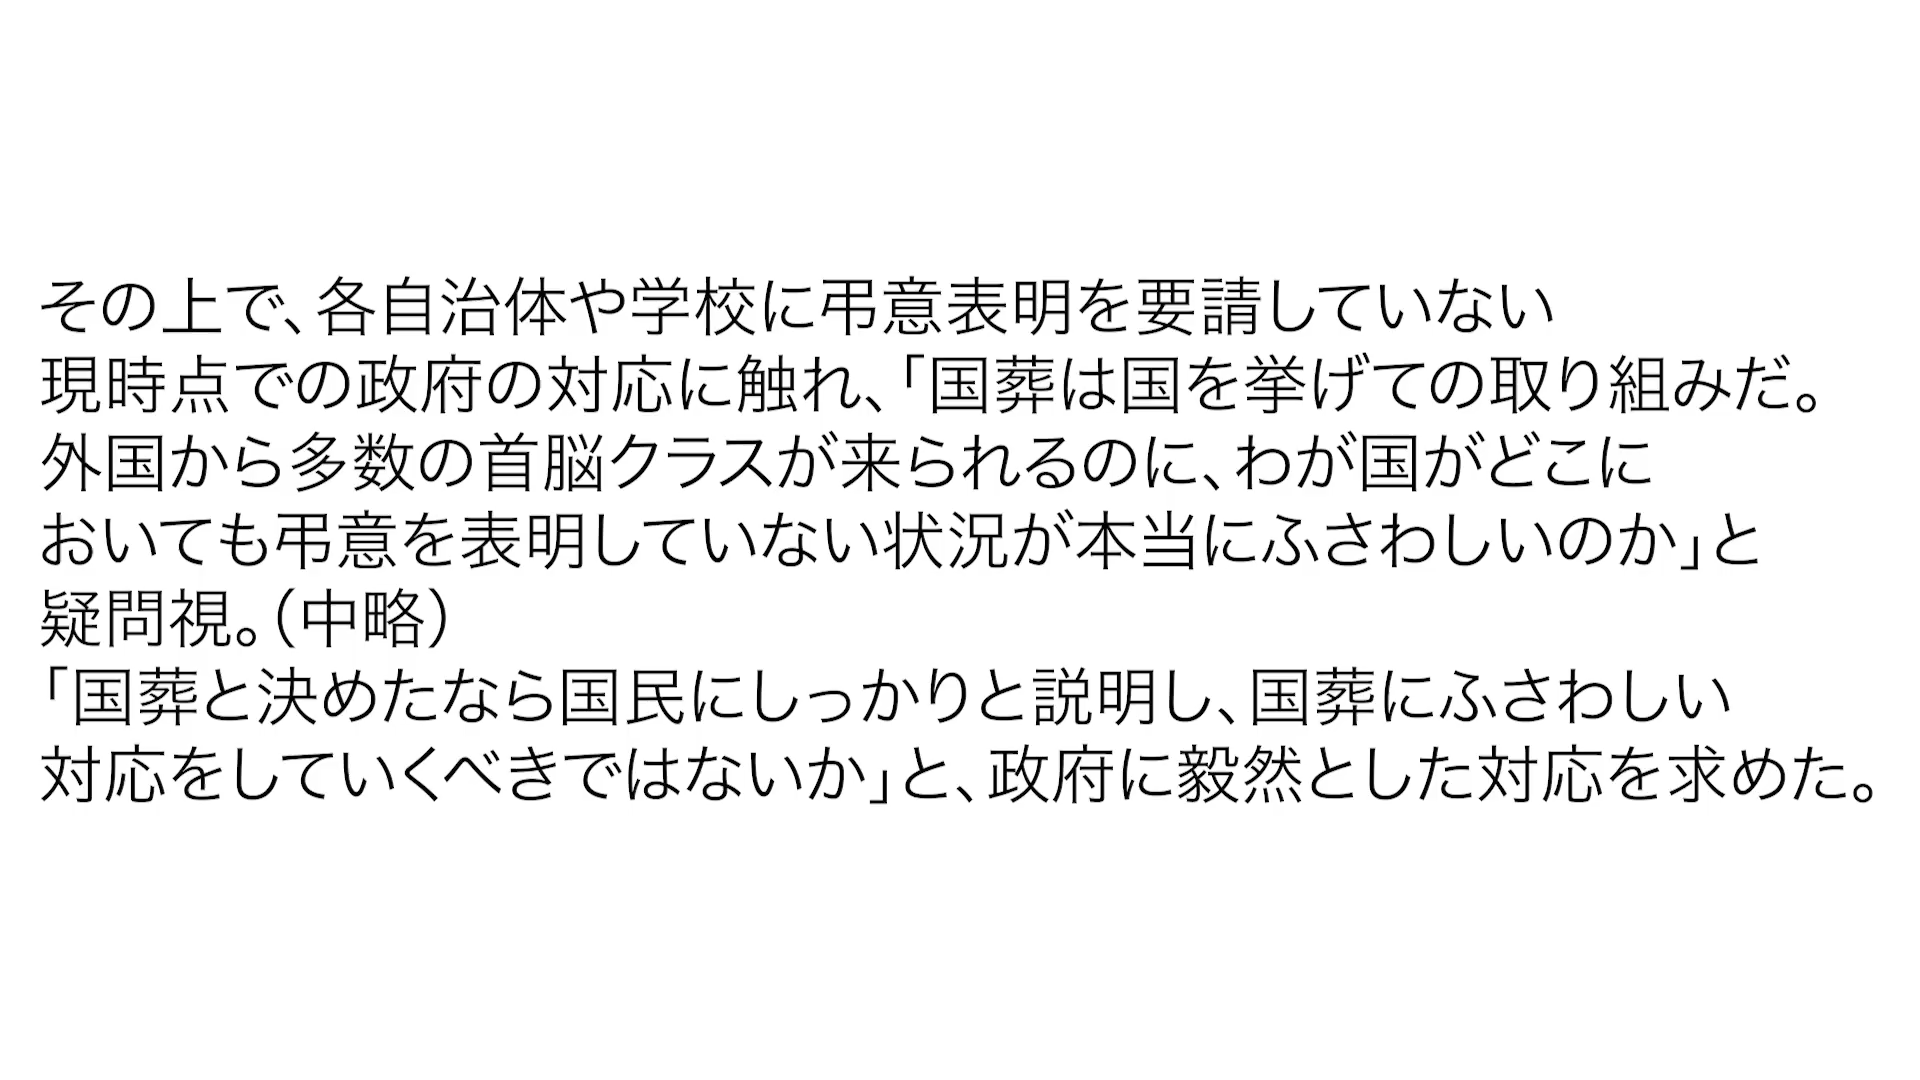 その上で、各自治体や学校に弔意表明を要請していない
現時点での政府の対応に触れ、「国葬は国を挙げての取り組みだ。
外国から多数の首脳クラスが来られるのに、わが国がどこに
おいても弔意を表明していない状況が本当にふさわしいのか」と
疑問視。（中略）
「国葬と決めたなら国民にしっかりと説明し、国葬にふさわしい
対応をしていくべきではないか」と、政府に毅然とした対応を求めた。